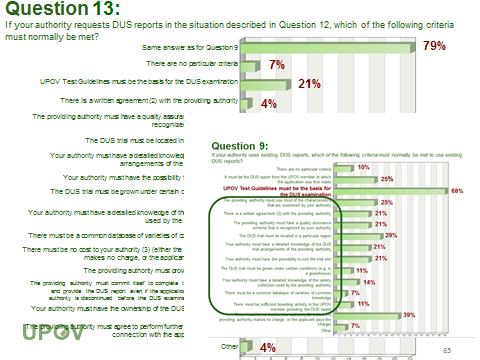 Question 13:
If your authority requests DUS reports in the situation described in Question 12, which of the following criteria
must normally be met?
Same answer as for Question 9
79%
There are no particular criteria
7%
UPOV Test Guidelines must be the basis for the DUS examination
21%
There is a written agreement (2) with the providing authority
4%
The providing authority must have a quality assura
recognize
The DUS trial must be located in
Your authority must have a detailed knowled
arrangements of the
Your authority must have the possibility t
The DUS trial must be grown under certain c
Your authority must have a detailed knowledge of th
used by the
There must be a common database of varieties of co
There must be no cost to your authority (3) (either the
makes no charge, or the applican
The providing authority must prov
The providing authority must commit itself to complete t
and provide the DUS report even if the applicatio
authority is discontinued before the DUS examina
Your authority must have the ownership of the DUS
The providing authority must agree to perform further
connection with the app
Other
4%
Question 9:
If your authority uses existing DUS reports, which of the following criteria must normally be met to use existing
DUS reports?
There are no particular criteria
10%
It must be the DUS report from the UPOV member in which
the application was first made
25%
UPOV Test Guidelines must be the basis for
the DUS examination
68%
The providing authority must use most of the characteristics
that are examined by your authority
25%
There is a written agreement (2) with the providing authority
21%
The providing authority must have a quality assurance
scheme that is recognized by your authority
21%
The DUS trial must be located in a particular region
29%
Your authority must have a detailed knowledge of the DUS
trial arrangements of the providing authority
21%
Your authority must have the possibility to visit the trial site
21%
The DUS trial must be grown under certain conditions (e.g. in
a greenhouse)
11%
Your authority must have a detailed knowledge of the variety
collection used by the providing authority
14%
There must be a common database of varieties of common
knowledge
7%
There must be sufficient breeding activity in the UPOV
member providing the DUS report
11%
providing authority makes no charge, or the applicant pays the
charge)
39%
Other
7%
UPOV
65